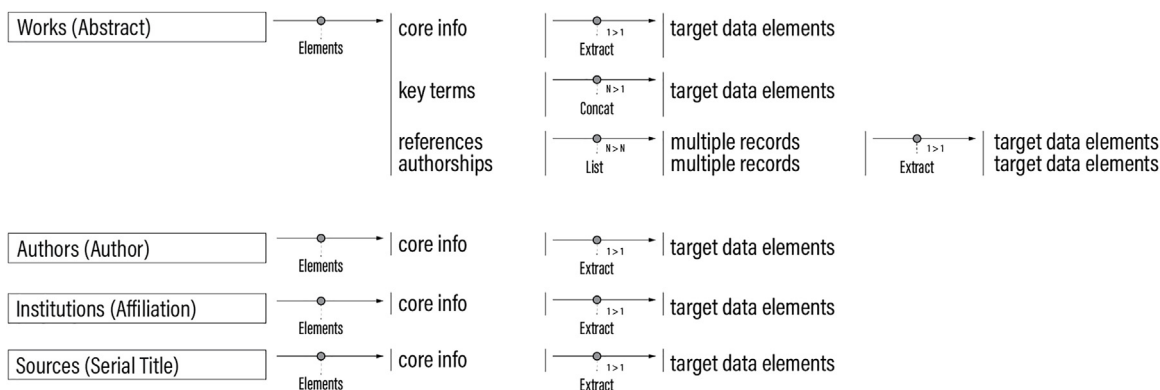 Works (Abstract)
Elements
core info
1 > 1
Extract
target data elements
key terms
N > 1
Concat
target data elements
references
authorships
N > N
List
multiple records
multiple records
1 > 1
Extract
target data elements
target data elements
Authors (Author)
Elements
core info
1 > 1
Extract
target data elements
Institutions (Affiliation)
Elements
core info
1 > 1
Extract
target data elements
Sources (Serial Title)
Elements
core info
1 > 1
Extract
target data elements